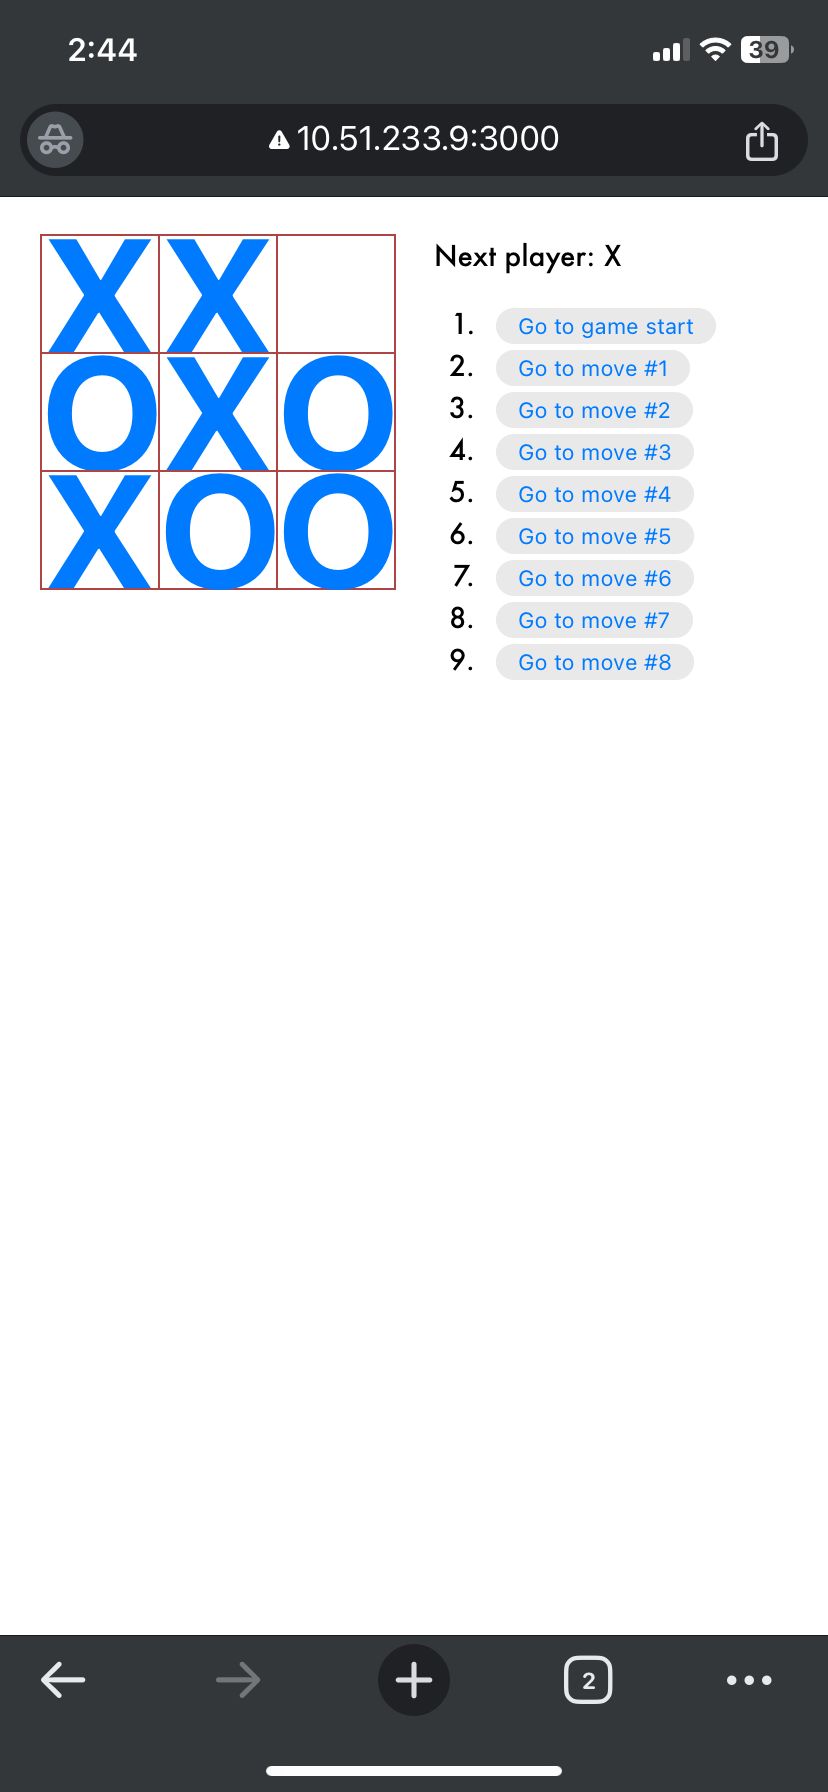 2:44
39
10.51.233.9:3000
X X
O X O
X O O
Next player: X
1. Go to game start
2. Go to move #1
3. Go to move #2
4. Go to move #3
5. Go to move #4
6. Go to move #5
7. Go to move #6
8. Go to move #7
9. Go to move #8
2